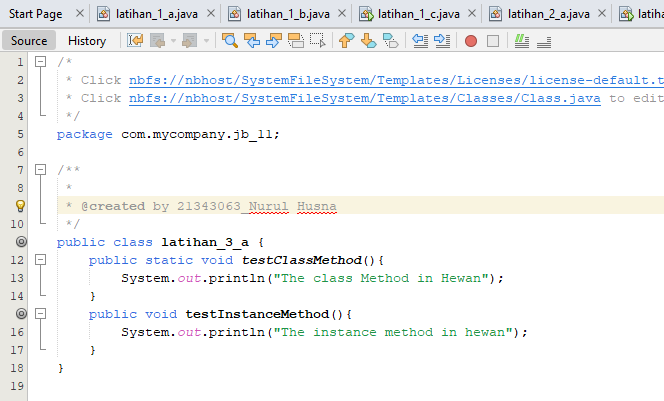 Start Page latihan_1_a.java latihan_1_b.java latihan_1_c.java latihan_2_a.java
Source History
1 /*
2 * Click nbfs://nbhost/SystemFileSystem/Templates/Licenses/license-default.t
3 * Click nbfs://nbhost/SystemFileSystem/Templates/Classes/Class.java to edit
4 */
5 package com.mycompany.jb_11;
6
7 /**
8 *
* @created by 21343063_Nurul Husna
10 */
public class latihan_3_a {
12 public static void testClassMethod(){
13 System.out.println("The class Method in Hewan");
14 }
public void testInstanceMethod(){
16 System.out.println("The instance method in hewan");
17 }
18 }
19